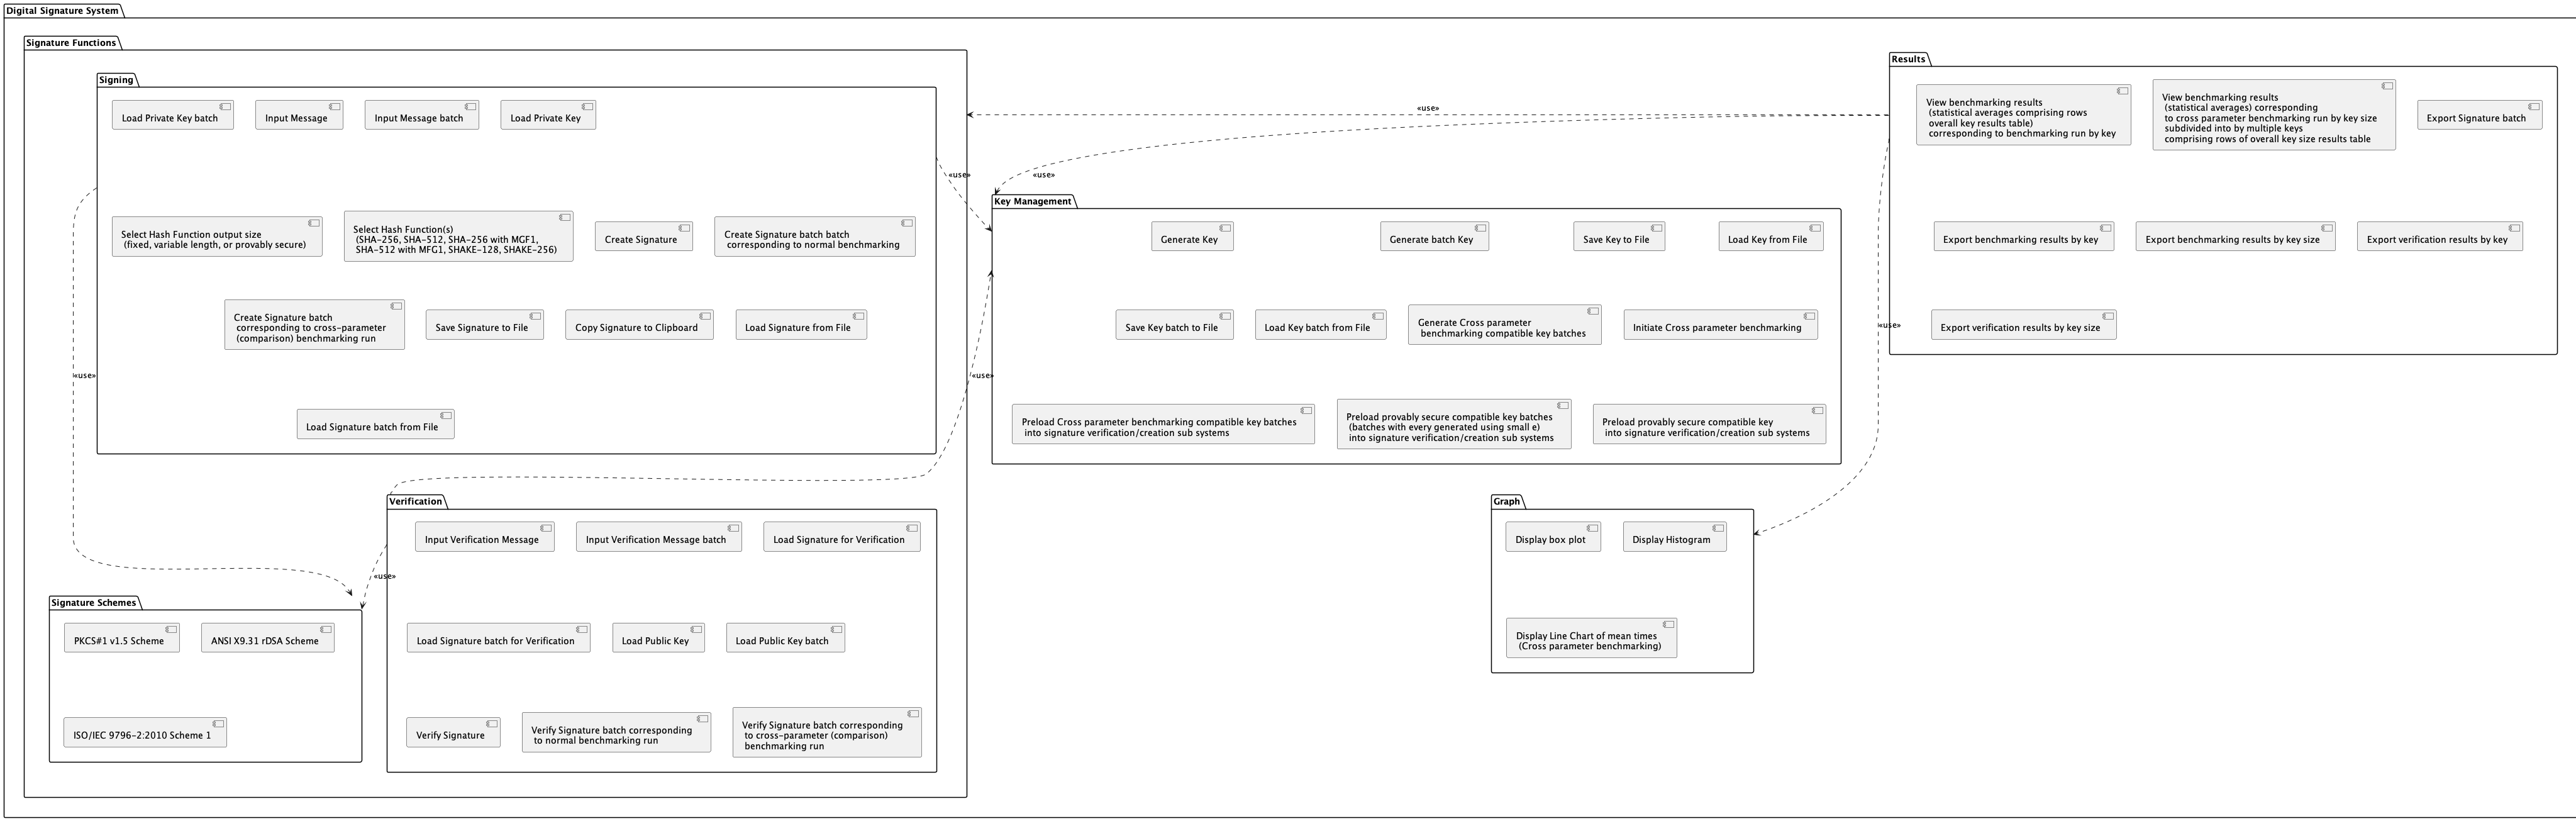 Digital Signature System
Signature Functions
Signing
Load Private Key batch
Input Message
Input Message batch
Load Private Key
Select Hash Function output size
(fixed, variable length, or provably secure)
Select Hash Function(s)
(SHA-256, SHA-512, SHA-256 with MGF1,
SHA-512 with MFG1, SHAKE-128, SHAKE-256)
Create Signature
Create Signature batch batch
corresponding to normal benchmarking
Create Signature batch
corresponding to cross-parameter
(comparison) benchmarking run
Save Signature to File
Copy Signature to Clipboard
Load Signature from File
Load Signature batch from File
«use»
«use»
«use»
«use»
Verification
Input Verification Message
Input Verification Message batch
Load Signature for Verification
Load Signature batch for Verification
Load Public Key
Load Public Key batch
Verify Signature
Verify Signature batch corresponding
to normal benchmarking run
Verify Signature batch corresponding
to cross-parameter (comparison)
benchmarking run
Signature Schemes
PKCS#1 v1.5 Scheme
ANSI X9.31 rDSA Scheme
ISO/IEC 9796-2:2010 Scheme 1
«use»
«use»
Key Management
Generate Key
Generate batch Key
Save Key to File
Load Key from File
Save Key batch to File
Load Key batch from File
Generate Cross parameter
benchmarking compatible key batches
Initiate Cross parameter benchmarking
Preload Cross parameter benchmarking compatible key batches
into signature verification/creation sub systems
Preload provably secure compatible key batches
(batches with every generated using small e)
into signature verification/creation sub systems
Preload provably secure compatible key
into signature verification/creation sub systems
Graph
Display box plot
Display Histogram
Display Line Chart of mean times
(Cross parameter benchmarking)
«use»
Results
View benchmarking results
(statistical averages comprising rows
overall key results table)
corresponding to benchmarking run by key
View benchmarking results
(statistical averages) corresponding
to cross parameter benchmarking run by key size
subdivided into by multiple keys
comprising rows of overall key size results table
Export Signature batch
Export benchmarking results by key
Export benchmarking results by key size
Export verification results by key
Export verification results by key size